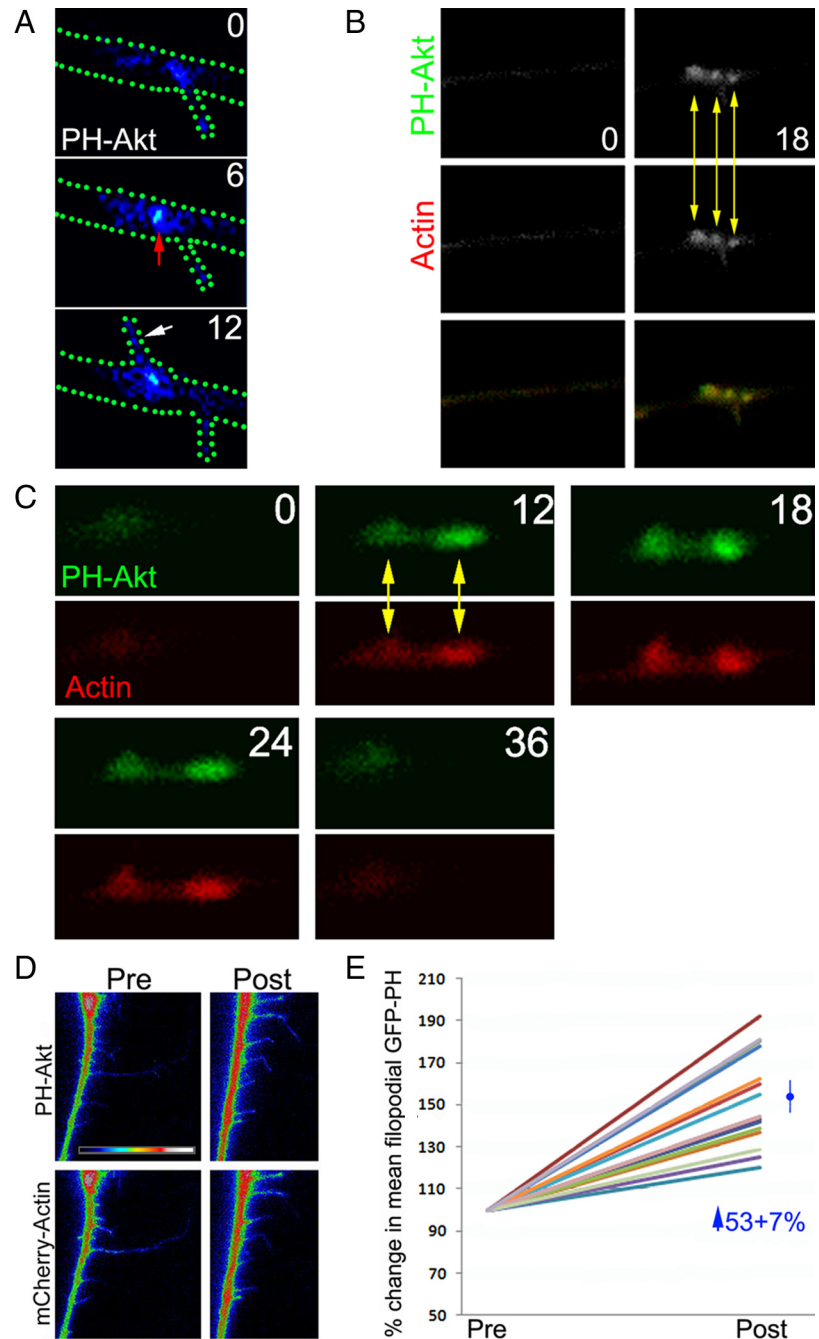 A
0
PH-Akt
6
12
B
PH-Akt
0
18
Actin
C
0
12
18
PH-Akt
Actin
24
36
D
Pre
Post
PH-Akt
mCherry-Actin
E
% change in mean filopodial GFP-PH
210
190
170
150
130
110
90
70
50
53+7%
Pre
Post